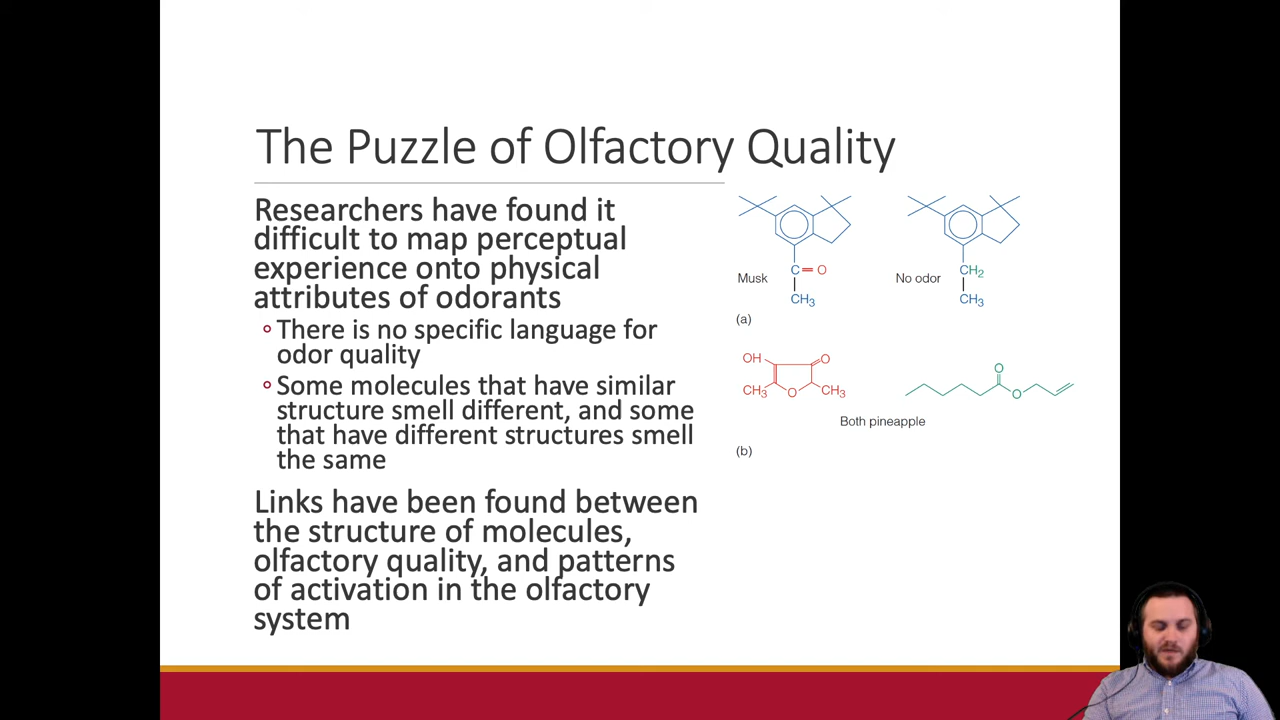 The Puzzle of Olfactory Quality
Researchers have found it
difficult to map perceptual
experience onto physical
attributes of odorants
There is no specific language for
odor quality
Some molecules that have similar
structure smell different, and some
that have different structures smell
the same
Links have been found between
the structure of molecules,
olfactory quality, and patterns
of activation in the olfactory
system
C=O
Musk
CH3
CH2
No odor
CH3
(a)
OH O
CH3 O CH3
O
O
Both pineapple
(b)